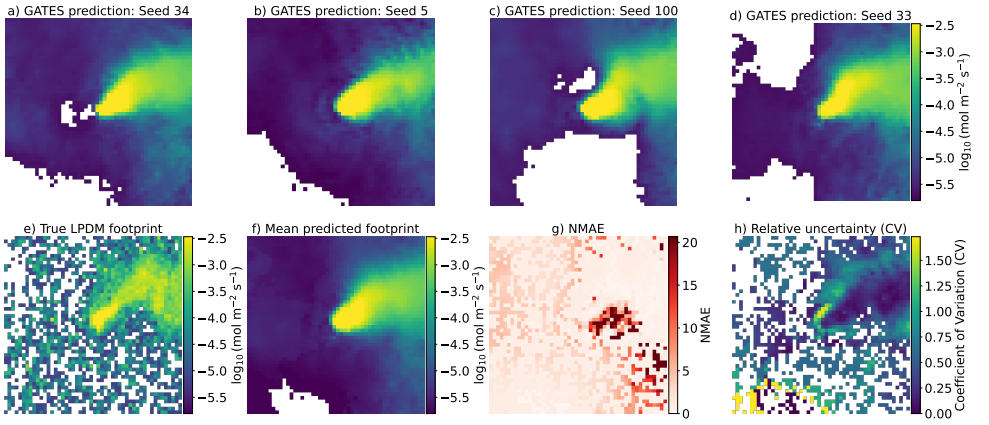 a) GATES prediction: Seed 34
b) GATES prediction: Seed 5
c) GATES prediction: Seed 100
d) GATES prediction: Seed 33
−2.5
−3.0
−3.5
−4.0
−4.5
−5.0
−5.5
log₁₀ (mol m⁻² s⁻¹)
e) True LPDM footprint
−2.5
−3.0
−3.5
−4.0
−4.5
−5.0
−5.5
log₁₀ (mol m⁻² s⁻¹)
f) Mean predicted footprint
−2.5
−3.0
−3.5
−4.0
−4.5
−5.0
−5.5
log₁₀ (mol m⁻² s⁻¹)
g) NMAE
20
15
10
5
0
NMAE
h) Relative uncertainty (CV)
1.50
1.25
1.00
0.75
0.50
0.25
0.00
Coefficient of Variation (CV)